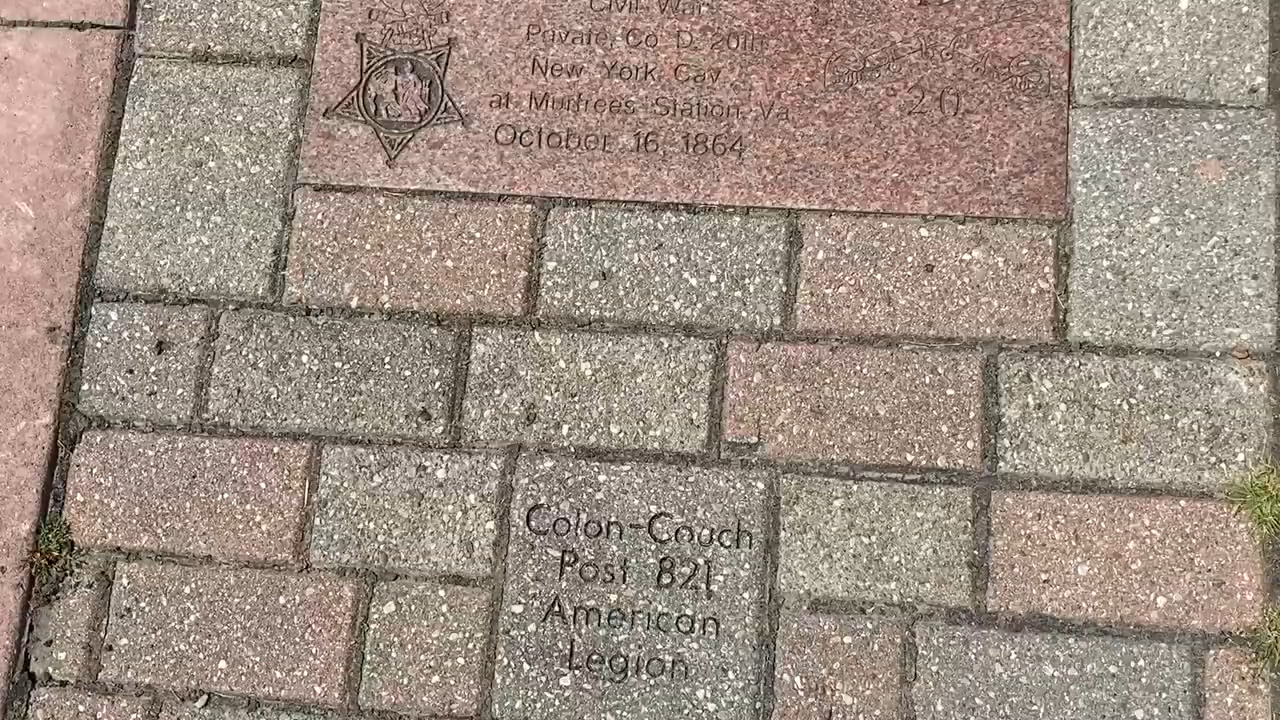 Civil War
Private, Co D. 20th
New York Cav
at Murfrees Station, Va
October 16, 1864
20
Colon-Couch
Post 821
American
Legion